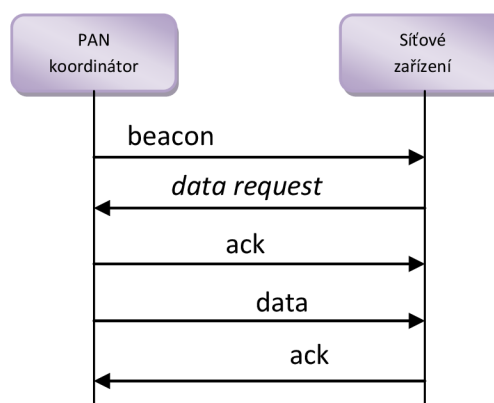 PAN
koordinátor
Síťové
zařízení
beacon
data request
ack
data
ack